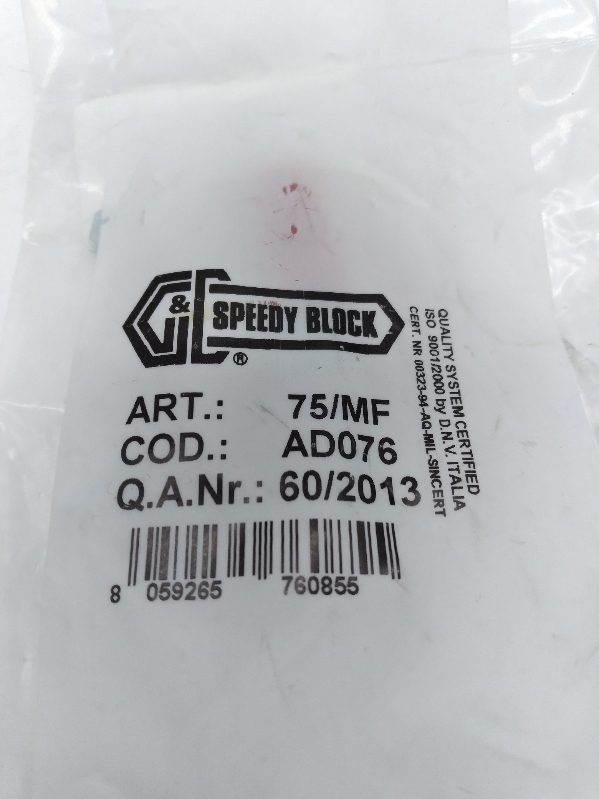 G&C SPEEDY BLOCK ®
ART.: 75/MF
COD.: AD076
Q.A.Nr.: 60/2013
8 059265 760855
QUALITY SYSTEM CERTIFIED
ISO 9001/2000 by D.N.V. ITALIA
CERT. NR 00323-94-AQ-MIL-SINCERT